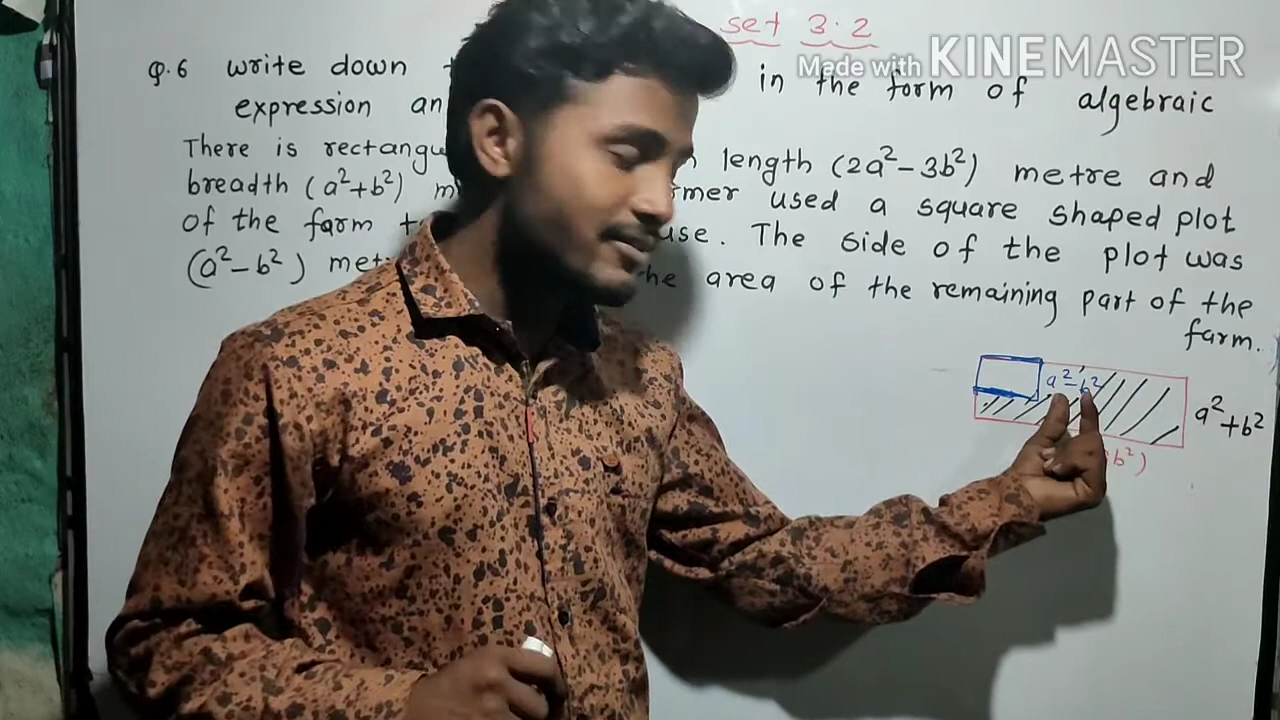 set 3.2
Made with KINEMASTER
Q.6 write down in the form of algebraic
expression an
There is rectangu length (2a²-3b²) metre and
breadth (a²+b²) m rmer used a square shaped plot
of the farm t use. The side of the plot was
(a²-b²) met he area of the remaining part of the
farm.
a²-b²
a²+b²
b²)